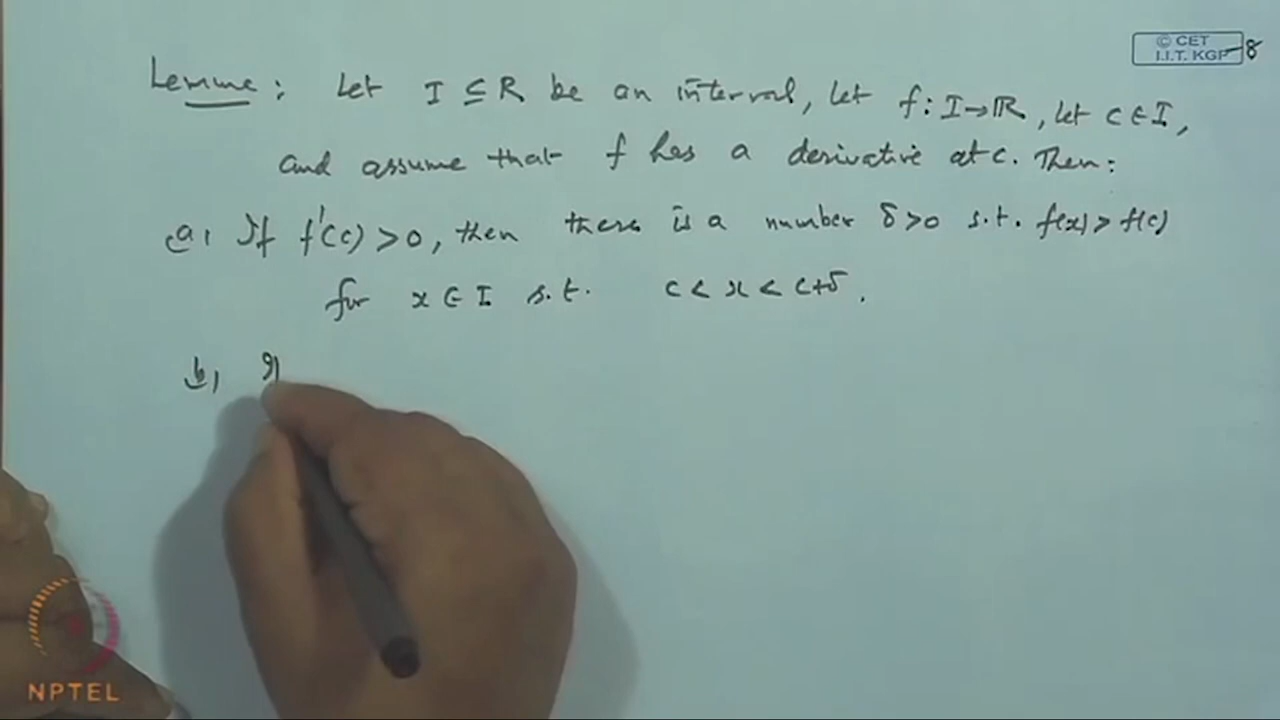 © CET
I.I.T. KGP
8
Lemma : Let I ⊆ R be an interval, let f : I→R, let c ∈ I,
and assume that f has a derivative at c. Then :
a, If f'(c) > 0, then there is a number δ>0 s.t. f(x) > f(c)
for x ∈ I s.t. c < x < c+δ.
b,
NPTEL